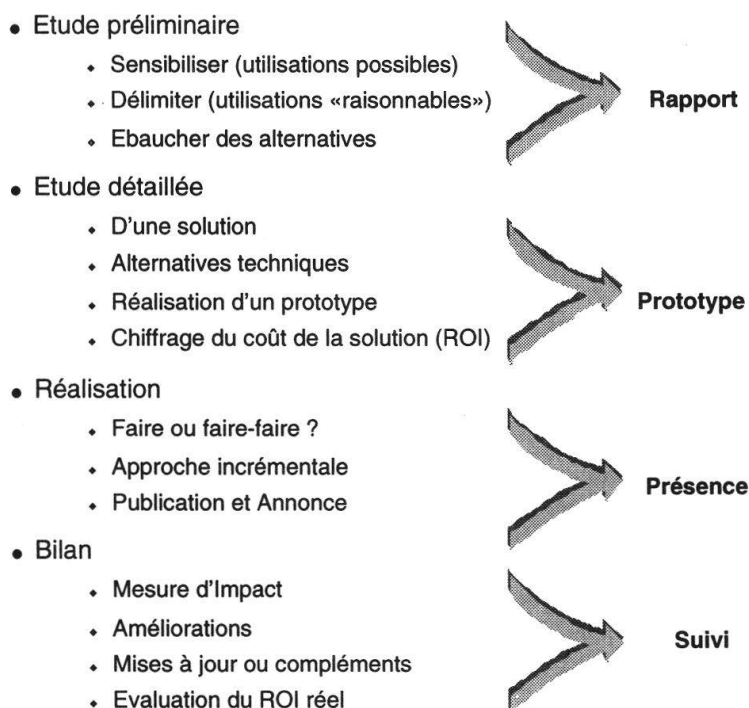 • Etude préliminaire
⬩ Sensibiliser (utilisations possibles)
⬩ Délimiter (utilisations «raisonnables»)
Rapport
⬩ Ebaucher des alternatives
• Etude détaillée
⬩ D'une solution
⬩ Alternatives techniques
⬩ Réalisation d'un prototype
Prototype
⬩ Chiffrage du coût de la solution (ROI)
• Réalisation
⬩ Faire ou faire-faire ?
⬩ Approche incrémentale
Présence
⬩ Publication et Annonce
• Bilan
⬩ Mesure d'Impact
⬩ Améliorations
Suivi
⬩ Mises à jour ou compléments
⬩ Evaluation du ROI réel